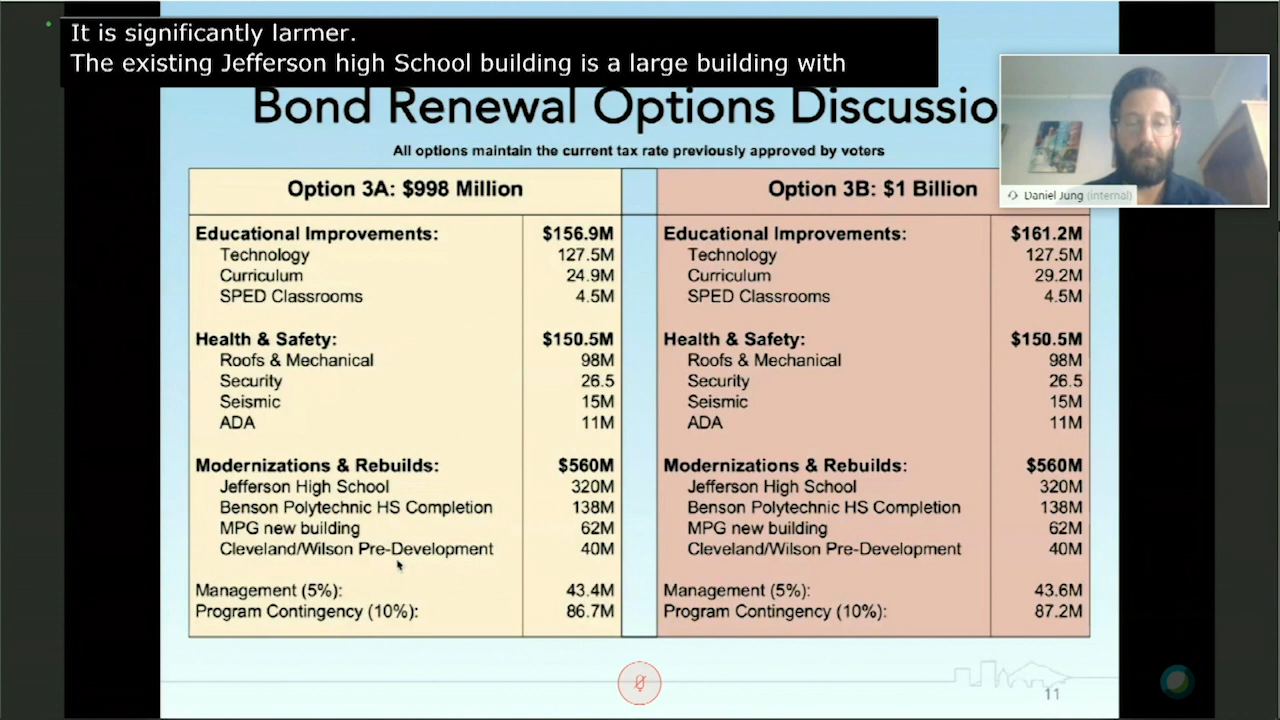 It is significantly larmer.
The existing Jefferson high School building is a large building with
Bond Renewal Options Discussio
All options maintain the current tax rate previously approved by voters
Daniel Jung (internal)
Option 3A: $998 Million
Educational Improvements: $156.9M
Technology 127.5M
Curriculum 24.9M
SPED Classrooms 4.5M
Health & Safety: $150.5M
Roofs & Mechanical 98M
Security 26.5
Seismic 15M
ADA 11M
Modernizations & Rebuilds: $560M
Jefferson High School 320M
Benson Polytechnic HS Completion 138M
MPG new building 62M
Cleveland/Wilson Pre-Development 40M
Management (5%): 43.4M
Program Contingency (10%): 86.7M
Option 3B: $1 Billion
Educational Improvements: $161.2M
Technology 127.5M
Curriculum 29.2M
SPED Classrooms 4.5M
Health & Safety: $150.5M
Roofs & Mechanical 98M
Security 26.5
Seismic 15M
ADA 11M
Modernizations & Rebuilds: $560M
Jefferson High School 320M
Benson Polytechnic HS Completion 138M
MPG new building 62M
Cleveland/Wilson Pre-Development 40M
Management (5%): 43.6M
Program Contingency (10%): 87.2M
11